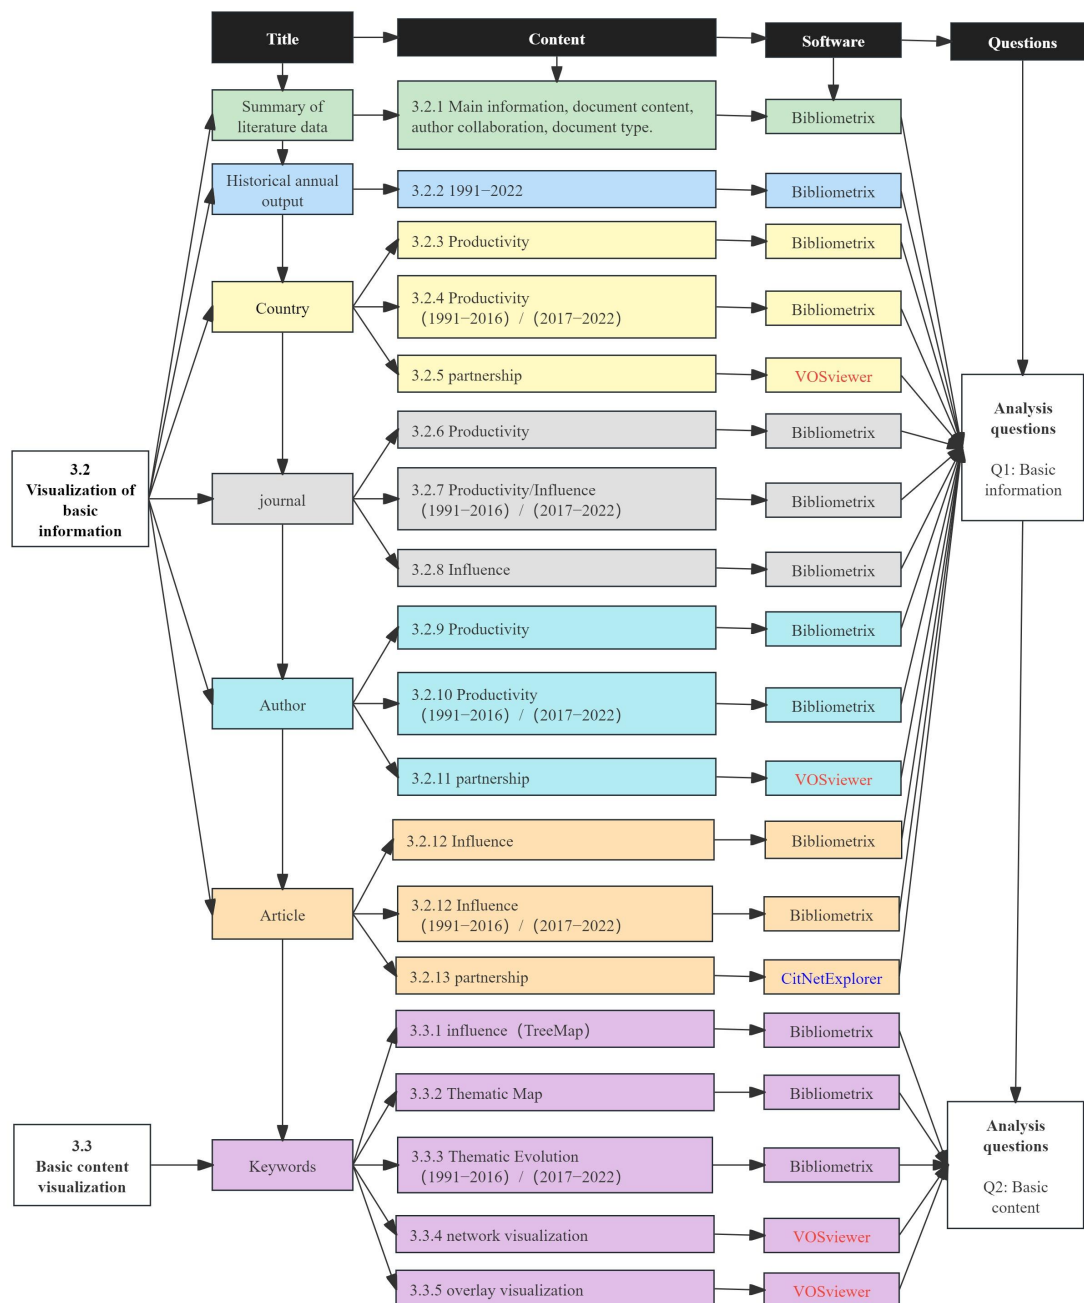 Title
Content
Software
Questions
Summary of
literature data
3.2.1 Main information, document content,
author collaboration, document type.
Bibliometrix
Historical annual
output
3.2.2 1991−2022
Bibliometrix
3.2.3 Productivity
Bibliometrix
Country
3.2.4 Productivity
(1991−2016) / (2017−2022)
Bibliometrix
3.2.5 partnership
VOSviewer
Analysis
questions
Q1: Basic
information
3.2.6 Productivity
Bibliometrix
3.2
Visualization of
basic
information
journal
3.2.7 Productivity/Influence
(1991−2016) / (2017−2022)
Bibliometrix
3.2.8 Influence
Bibliometrix
3.2.9 Productivity
Bibliometrix
Author
3.2.10 Productivity
(1991−2016) / (2017−2022)
Bibliometrix
3.2.11 partnership
VOSviewer
3.2.12 Influence
Bibliometrix
Article
3.2.12 Influence
(1991−2016) / (2017−2022)
Bibliometrix
3.2.13 partnership
CitNetExplorer
3.3.1 influence (TreeMap)
Bibliometrix
3.3.2 Thematic Map
Bibliometrix
3.3
Basic content
visualization
Keywords
3.3.3 Thematic Evolution
(1991−2016) / (2017−2022)
Bibliometrix
Analysis
questions
Q2: Basic
content
3.3.4 network visualization
VOSviewer
3.3.5 overlay visualization
VOSviewer